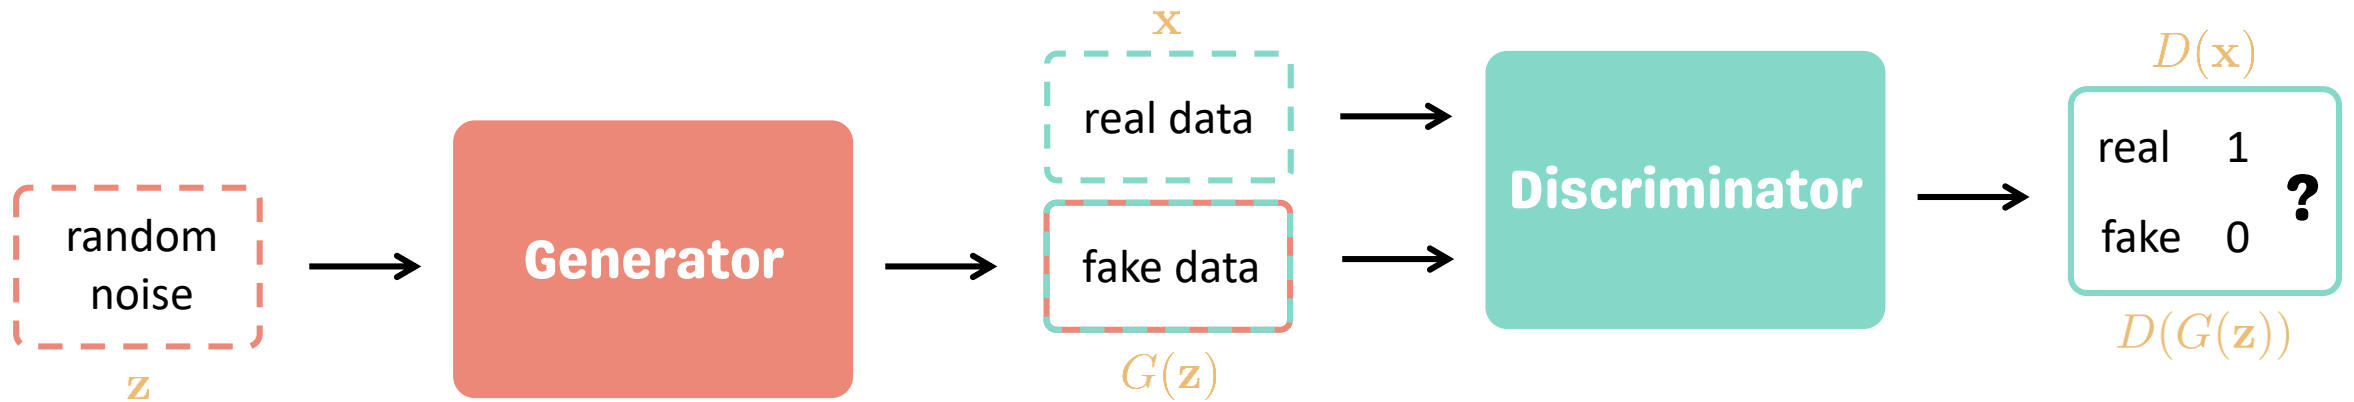 random
noise
z
Generator
x
real data
fake data
G(z)
Discriminator
D(x)
real 1
?
fake 0
D(G(z))